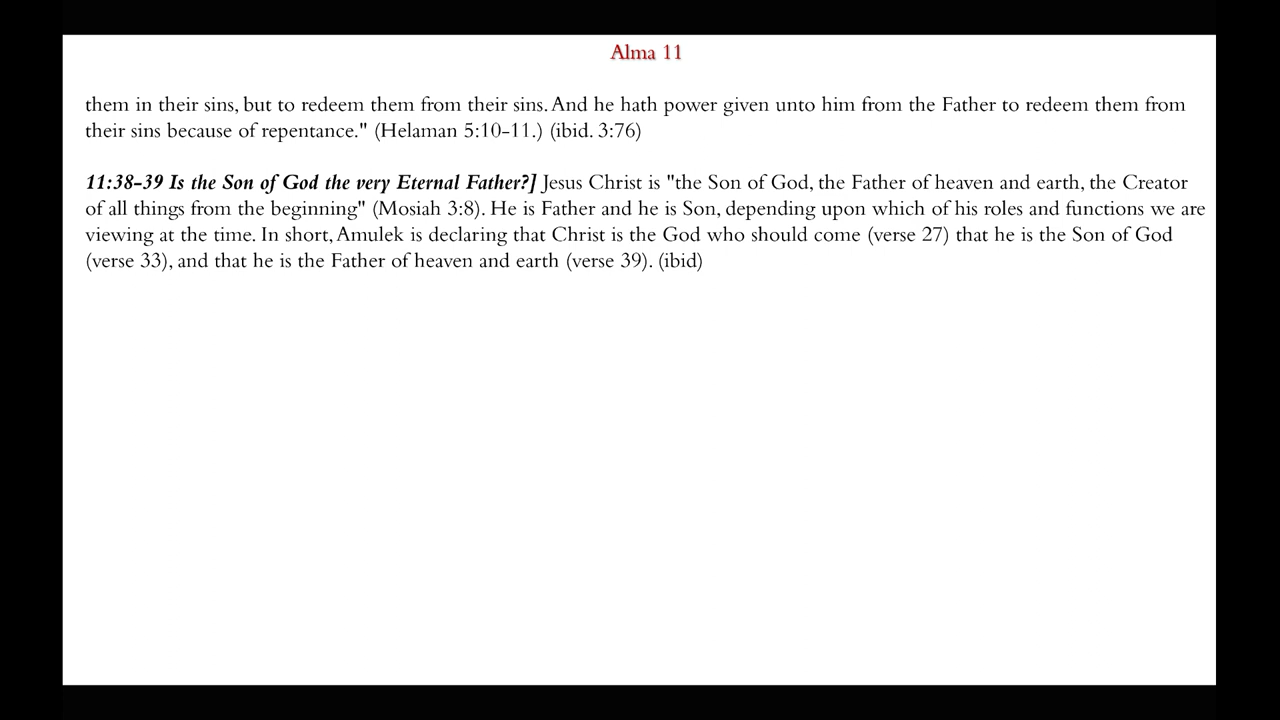 Alma 11
them in their sins, but to redeem them from their sins. And he hath power given unto him from the Father to redeem them from
their sins because of repentance." (Helaman 5:10-11.) (ibid. 3:76)
11:38-39 Is the Son of God the very Eternal Father?] Jesus Christ is "the Son of God, the Father of heaven and earth, the Creator
of all things from the beginning" (Mosiah 3:8). He is Father and he is Son, depending upon which of his roles and functions we are
viewing at the time. In short, Amulek is declaring that Christ is the God who should come (verse 27) that he is the Son of God
(verse 33), and that he is the Father of heaven and earth (verse 39). (ibid)